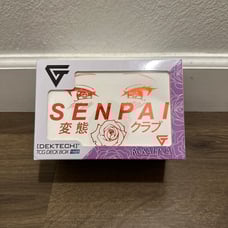 SENPAI
変態 クラブ
[DEKTECH]
TCG DECK BOX